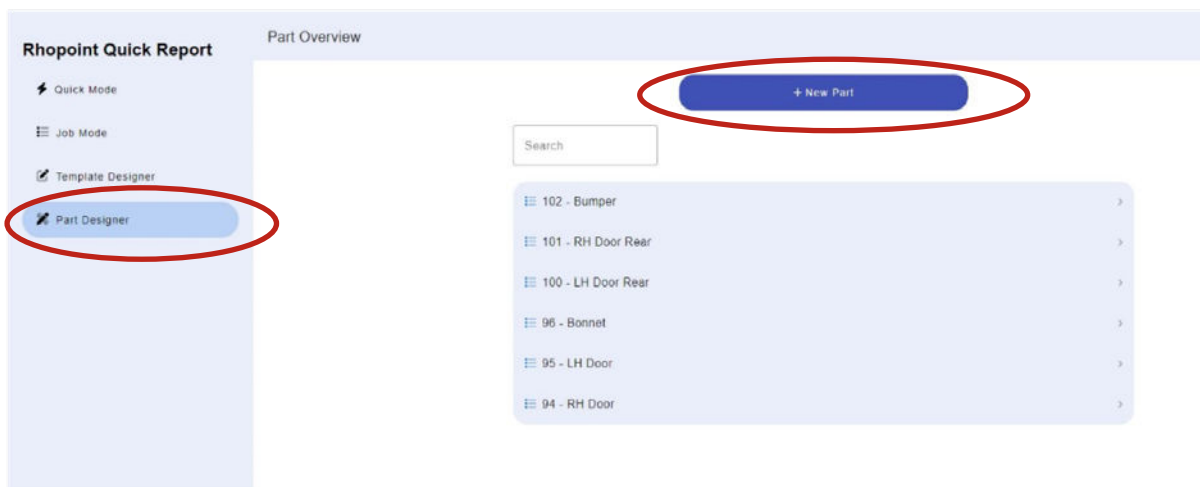 Rhopoint Quick Report
Quick Mode
Job Mode
Template Designer
Part Designer
Part Overview
+ New Part
Search
102 - Bumper
101 - RH Door Rear
100 - LH Door Rear
96 - Bonnet
95 - LH Door
94 - RH Door